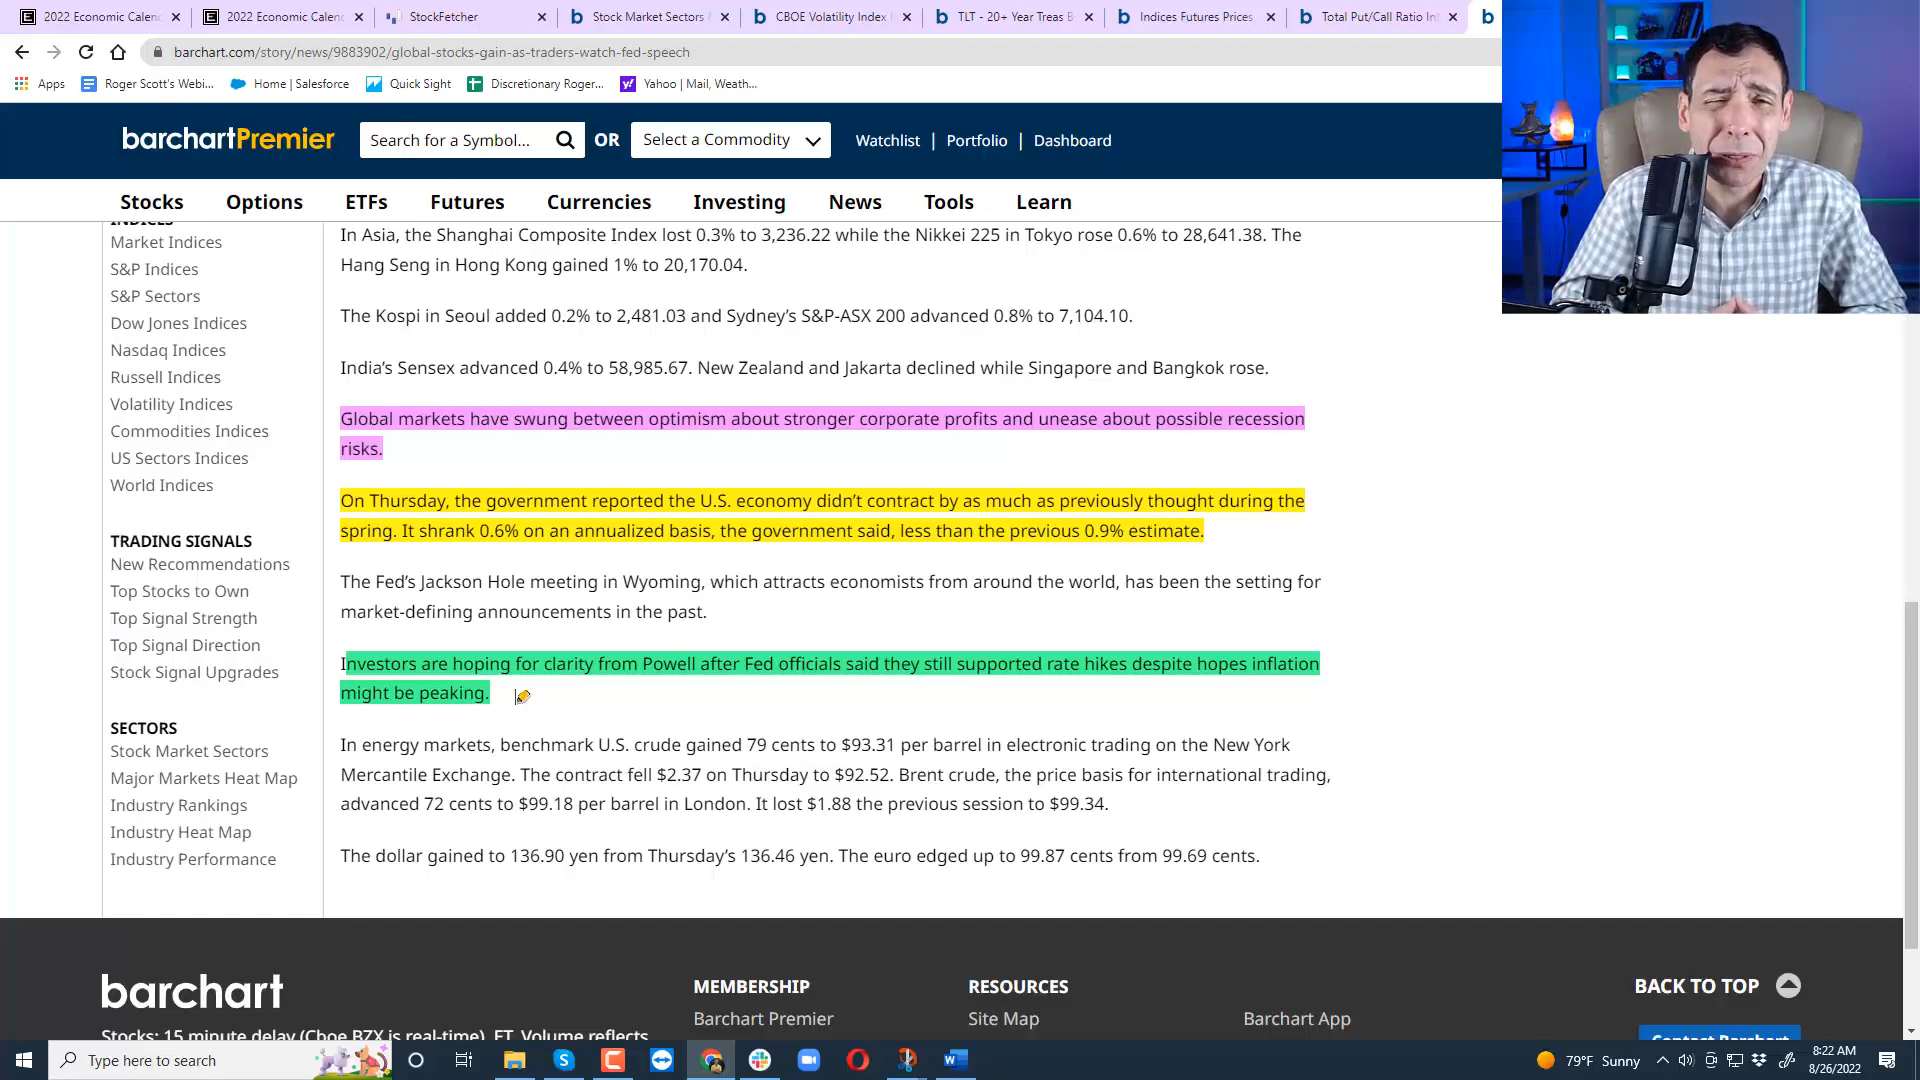 2022 Economic Calen
2022 Economic Calen
StockFetcher
Stock Market Sectors
CBOE Volatility Index
TLT - 20+ Year Treas B
Indices Futures Prices
Total Put/Call Ratio In
barchart.com/story/news/9883902/global-stocks-gain-as-traders-watch-fed-speech
Apps
Roger Scott's Webi...
Home | Salesforce
Quick Sight
Discretionary Roger...
Yahoo | Mail, Weath...
barchartPremier
Search for a Symbol...
OR
Select a Commodity
Watchlist | Portfolio | Dashboard
Stocks Options ETFs Futures Currencies Investing News Tools Learn
INDICES
Market Indices
S&P Indices
S&P Sectors
Dow Jones Indices
Nasdaq Indices
Russell Indices
Volatility Indices
Commodities Indices
US Sectors Indices
World Indices
TRADING SIGNALS
New Recommendations
Top Stocks to Own
Top Signal Strength
Top Signal Direction
Stock Signal Upgrades
SECTORS
Stock Market Sectors
Major Markets Heat Map
Industry Rankings
Industry Heat Map
Industry Performance
In Asia, the Shanghai Composite Index lost 0.3% to 3,236.22 while the Nikkei 225 in Tokyo rose 0.6% to 28,641.38. The
Hang Seng in Hong Kong gained 1% to 20,170.04.
The Kospi in Seoul added 0.2% to 2,481.03 and Sydney’s S&P-ASX 200 advanced 0.8% to 7,104.10.
India’s Sensex advanced 0.4% to 58,985.67. New Zealand and Jakarta declined while Singapore and Bangkok rose.
Global markets have swung between optimism about stronger corporate profits and unease about possible recession
risks.
On Thursday, the government reported the U.S. economy didn’t contract by as much as previously thought during the
spring. It shrank 0.6% on an annualized basis, the government said, less than the previous 0.9% estimate.
The Fed’s Jackson Hole meeting in Wyoming, which attracts economists from around the world, has been the setting for
market-defining announcements in the past.
Investors are hoping for clarity from Powell after Fed officials said they still supported rate hikes despite hopes inflation
might be peaking.
In energy markets, benchmark U.S. crude gained 79 cents to $93.31 per barrel in electronic trading on the New York
Mercantile Exchange. The contract fell $2.37 on Thursday to $92.52. Brent crude, the price basis for international trading,
advanced 72 cents to $99.18 per barrel in London. It lost $1.88 the previous session to $99.34.
The dollar gained to 136.90 yen from Thursday’s 136.46 yen. The euro edged up to 99.87 cents from 99.69 cents.
barchart
Stocks: 15 minute delay (Cboe BZX is real-time), ET. Volume reflects
MEMBERSHIP
Barchart Premier
RESOURCES
Site Map
Barchart App
BACK TO TOP
Contact Barchart
Type here to search
79°F Sunny
8:22 AM
8/26/2022